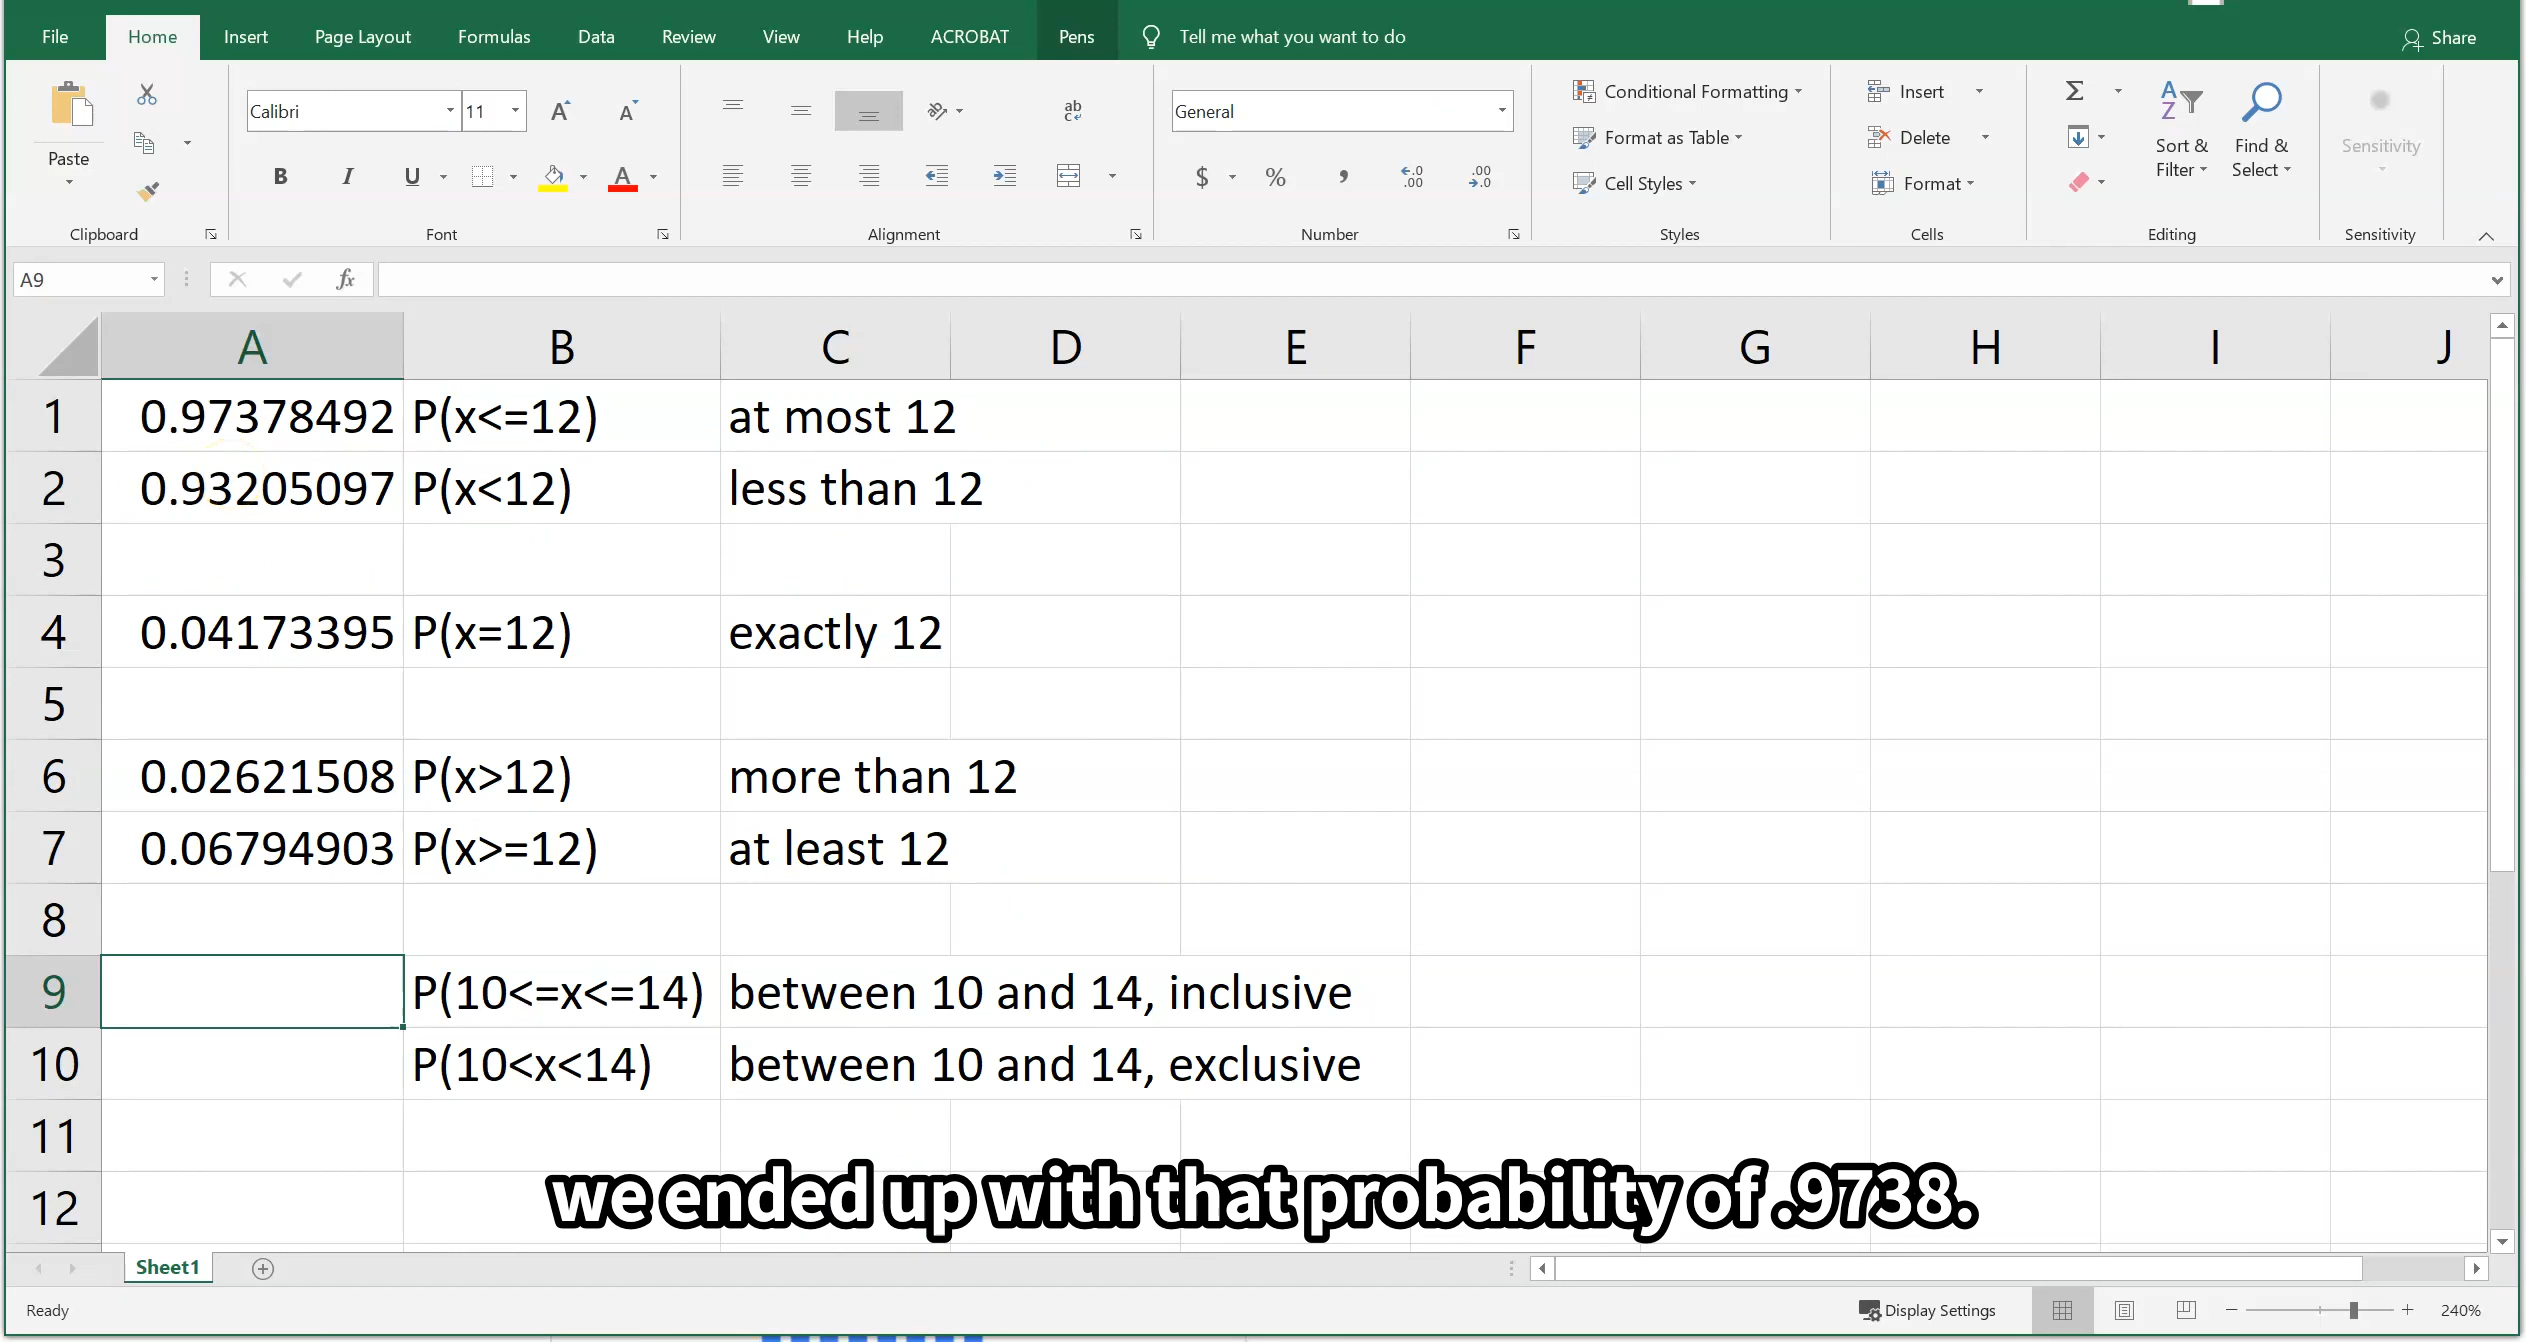 File Home Insert Page Layout Formulas Data Review View Help ACROBAT Pens Tell me what you want to do Share
Paste
Clipboard
Calibri 11
B I U
Font
Alignment
General
$ % , .00
Number
Conditional Formatting
Format as Table
Cell Styles
Styles
Insert
Delete
Format
Cells
Sort & Filter
Find & Select
Editing
Sensitivity
Sensitivity
A9 fx
A B C D E F G H I J
1 0.97378492 P(x<=12) at most 12
2 0.93205097 P(x<12) less than 12
3
4 0.04173395 P(x=12) exactly 12
5
6 0.02621508 P(x>12) more than 12
7 0.06794903 P(x>=12) at least 12
8
9 P(10<=x<=14) between 10 and 14, inclusive
10 P(10<x<14) between 10 and 14, exclusive
11
12
we ended up with that probability of .9738.
Sheet1
Ready Display Settings 240%